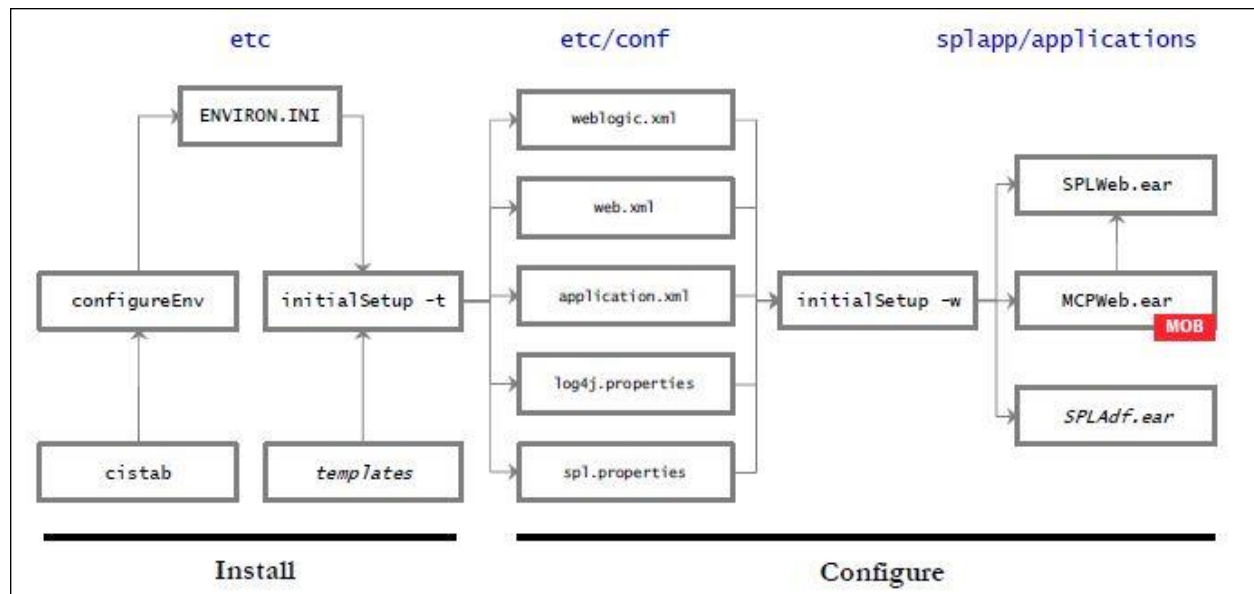 etc
etc/conf
splapp/applications
ENVIRON.INI
configureEnv
initialSetup -t
cistab
templates
weblogic.xml
web.xml
application.xml
log4j.properties
spl.properties
initialSetup -w
SPLWeb.ear
MCPWeb.ear
MOB
SPLAdf.ear
Install
Configure